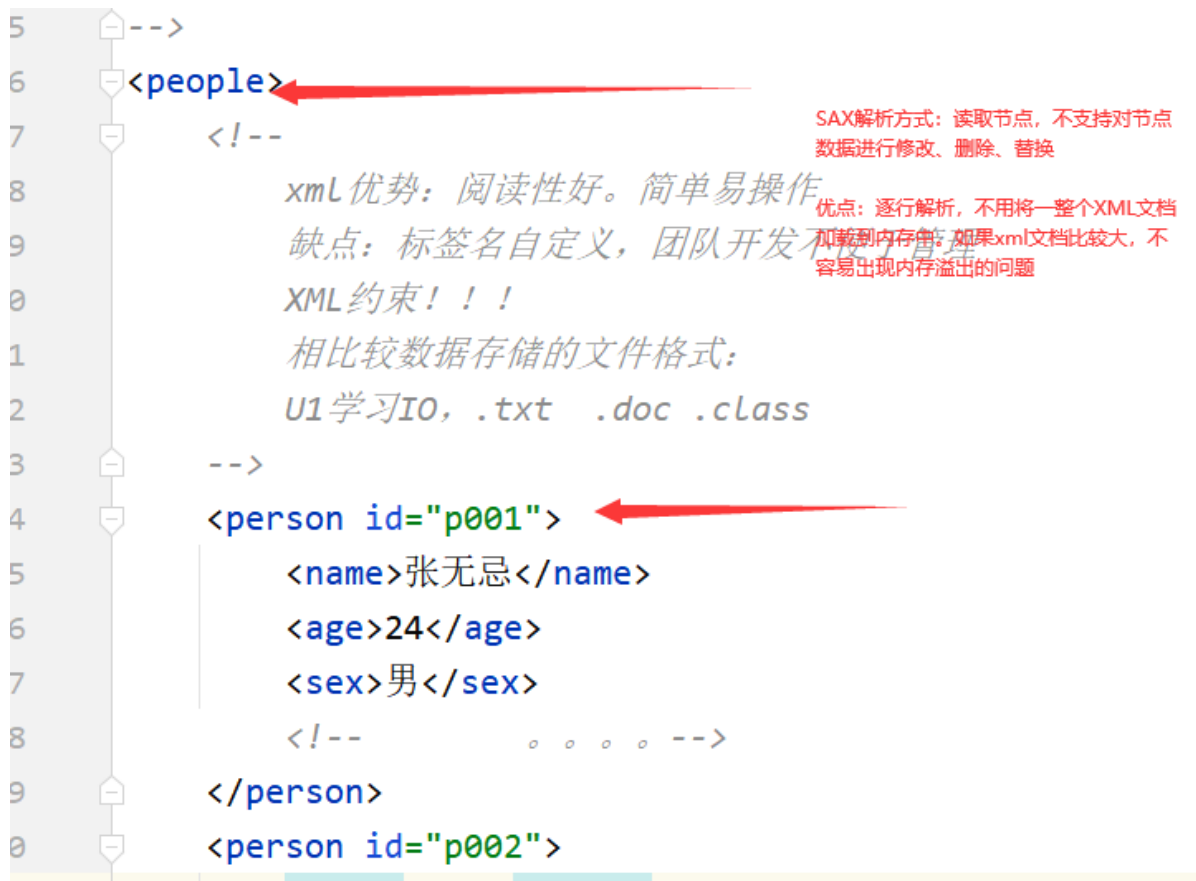 5 -->
6 <people>
7 <!--
8 xml优势：阅读性好。简单易操作
9 缺点：标签名自定义，团队开发不便于管理
0 XML约束！！！
1 相比较数据存储的文件格式：
2 U1学习IO，.txt .doc .class
3 -->
4 <person id="p001">
5 <name>张无忌</name>
6 <age>24</age>
7 <sex>男</sex>
8 <!-- 。。。。-->
9 </person>
0 <person id="p002">
SAX解析方式：读取节点，不支持对节点
数据进行修改、删除、替换
优点：逐行解析，不用将一整个XML文档
加载到内存中。如果xml文档比较大，不
容易出现内存溢出的问题